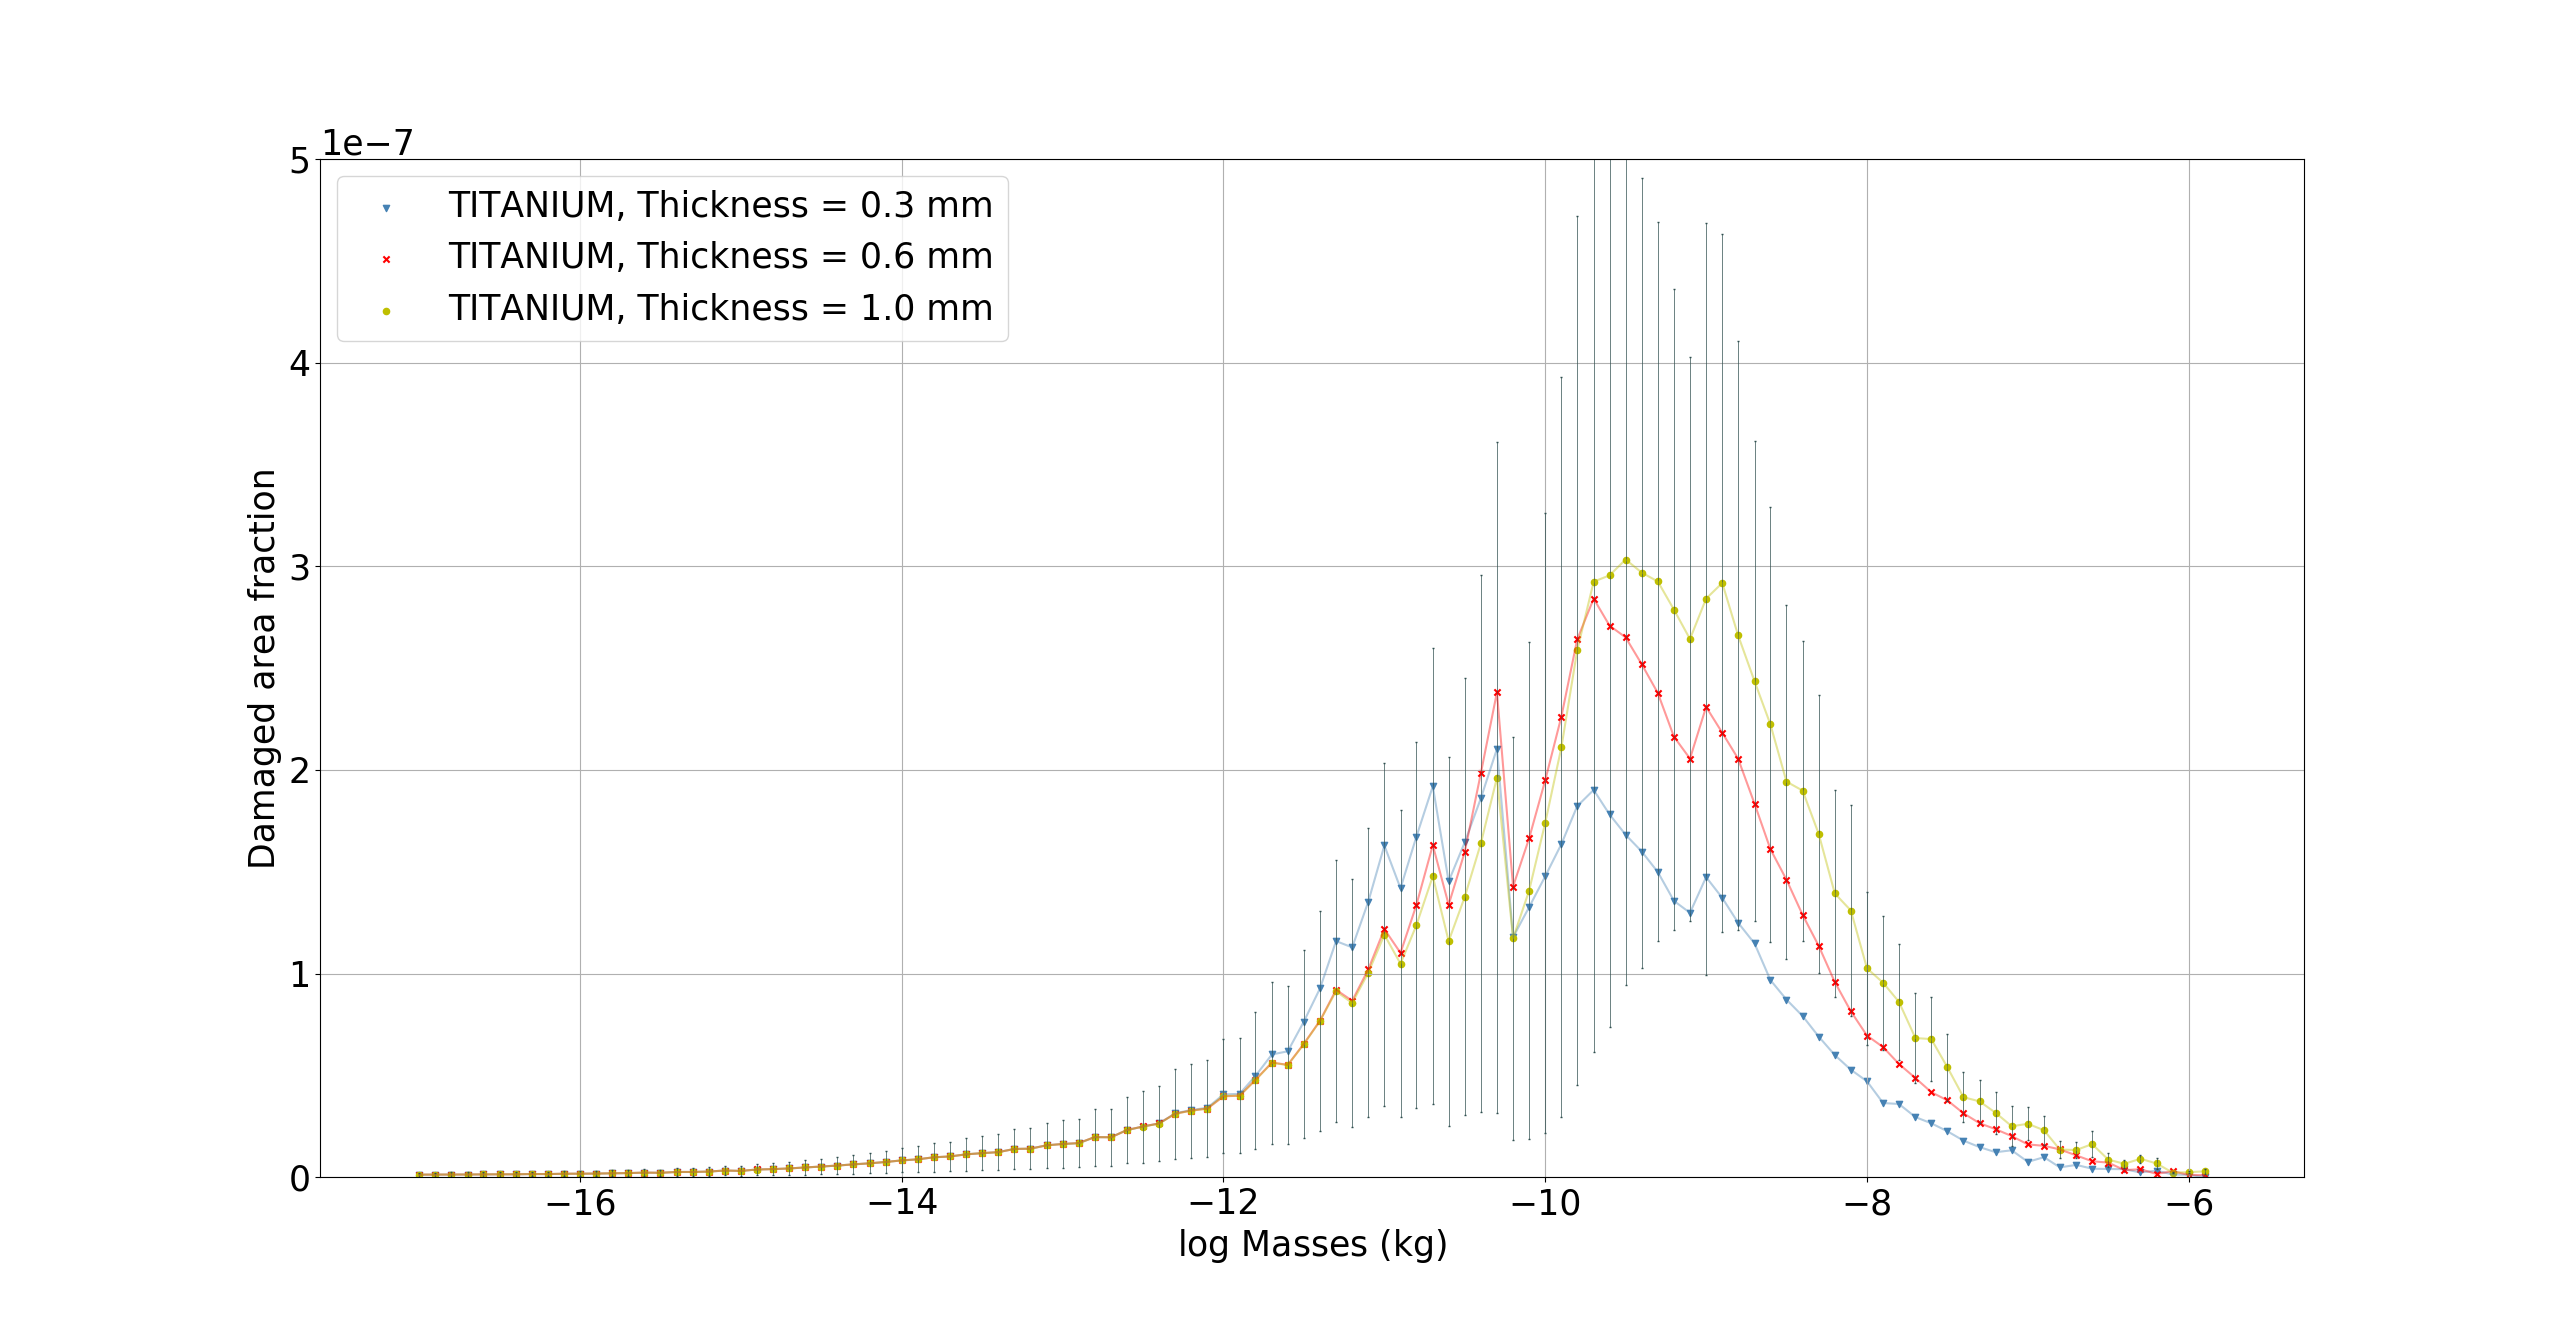 1e−7
5
4
3
2
1
0
TITANIUM, Thickness = 0.3 mm
TITANIUM, Thickness = 0.6 mm
TITANIUM, Thickness = 1.0 mm
Damaged area fraction
−16 −14 −12 −10 −8 −6
log Masses (kg)